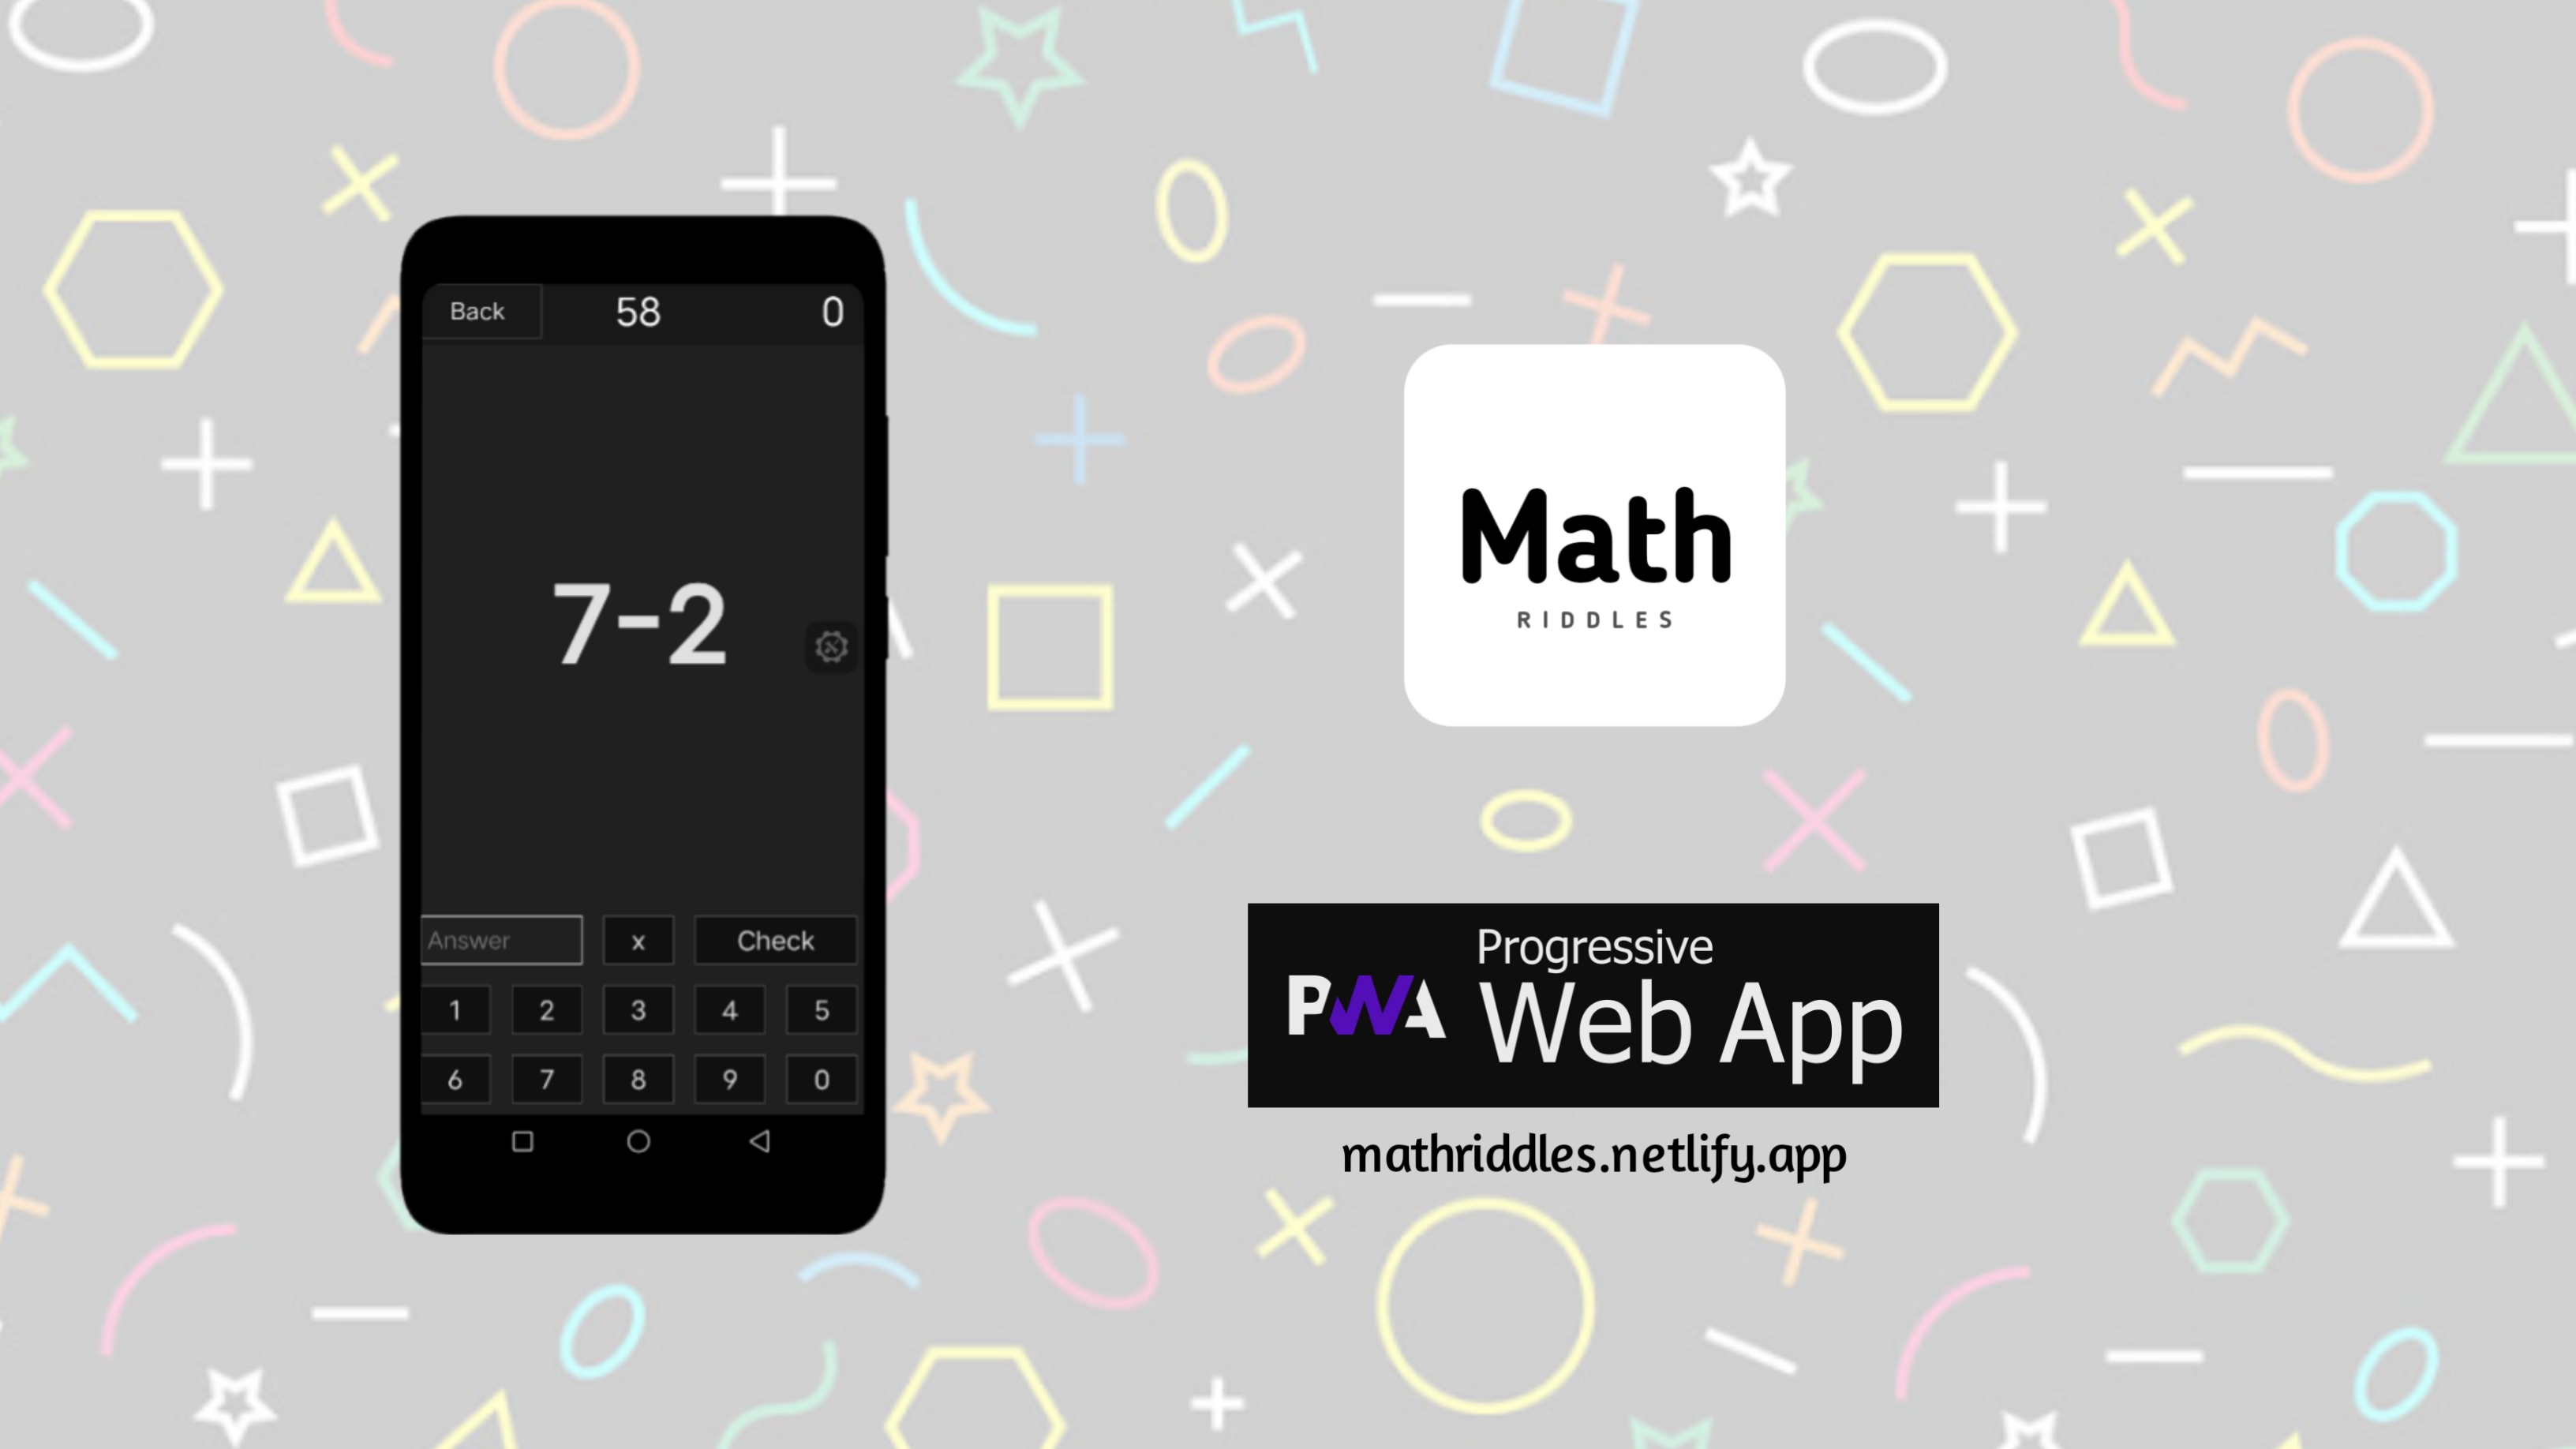 Back 58 0
7-2
Answer x Check
1 2 3 4 5
6 7 8 9 0
Math
RIDDLES
PWA Progressive
Web App
mathriddles.netlify.app